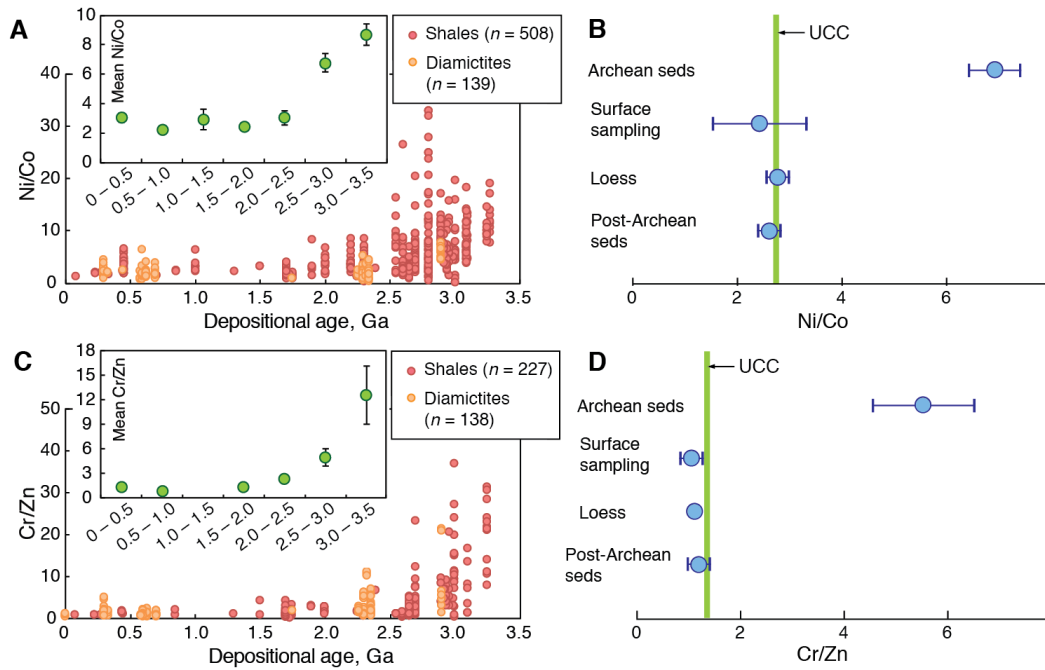 A
Mean Ni/Co
10
8
6
4
2
0
0 – 0.5
0.5 – 1.0
1.0 – 1.5
1.5 – 2.0
2.0 – 2.5
2.5 – 3.0
3.0 – 3.5
Shales (n = 508)
Diamictites
(n = 139)
Ni/Co
40
30
20
10
0
0
0.5
1.0
1.5
2.0
2.5
3.0
3.5
Depositional age, Ga
B
UCC
Archean seds
Surface
sampling
Loess
Post-Archean
seds
0
2
4
6
Ni/Co
C
Mean Cr/Zn
18
15
12
9
6
3
0
0 – 0.5
0.5 – 1.0
1.0 – 1.5
1.5 – 2.0
2.0 – 2.5
2.5 – 3.0
3.0 – 3.5
Shales (n = 227)
Diamictites
(n = 138)
Cr/Zn
50
40
30
20
10
0
0
0.5
1.0
1.5
2.0
2.5
3.0
3.5
Depositional age, Ga
D
UCC
Archean seds
Surface
sampling
Loess
Post-Archean
seds
0
2
4
6
Cr/Zn